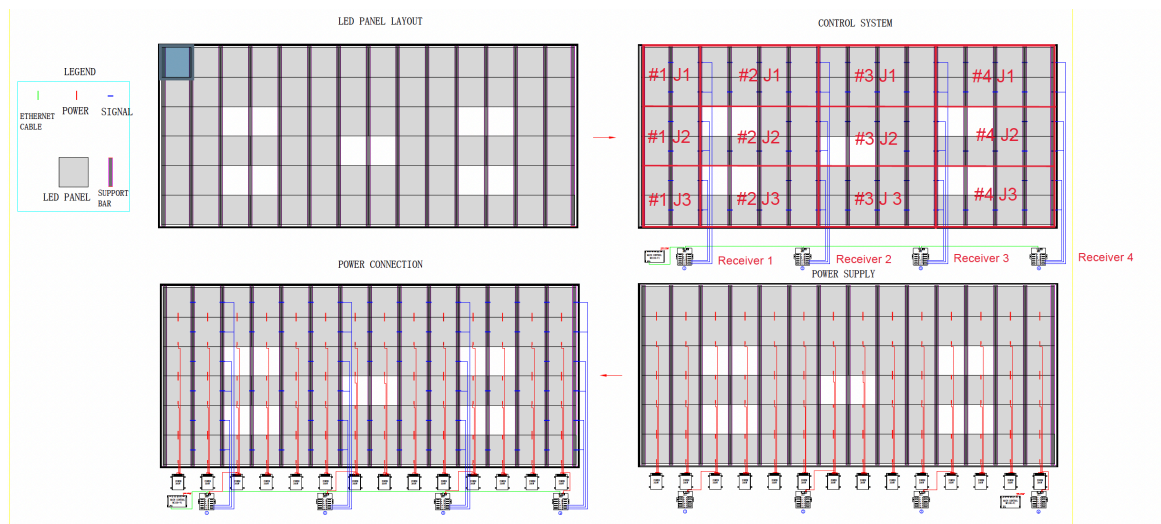 LED PANEL LAYOUT
CONTROL SYSTEM
LEGEND
POWER
SIGNAL
ETHERNET
CABLE
LED PANEL
SUPPORT
BAR
#1 J1
#2 J1
#3 J1
#4 J1
#1 J2
#2 J2
#3 J2
#4 J2
#1 J3
#2 J3
#3 J 3
#4 J3
Receiver 1
Receiver 2
Receiver 3
Receiver 4
POWER CONNECTION
POWER SUPPLY